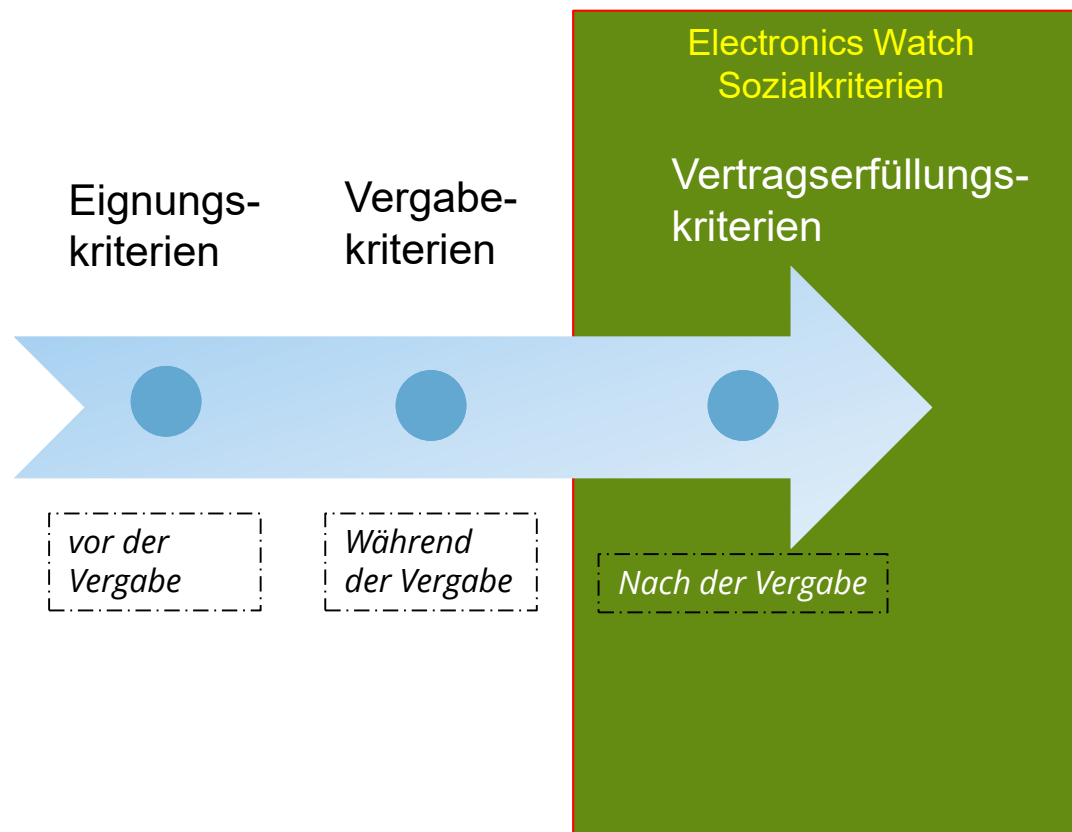 Electronics Watch
Sozialkriterien
Eignungs-
kriterien
Vergabe-
kriterien
Vertragserfüllungs-
kriterien
vor der
Vergabe
Während
der Vergabe
Nach der Vergabe